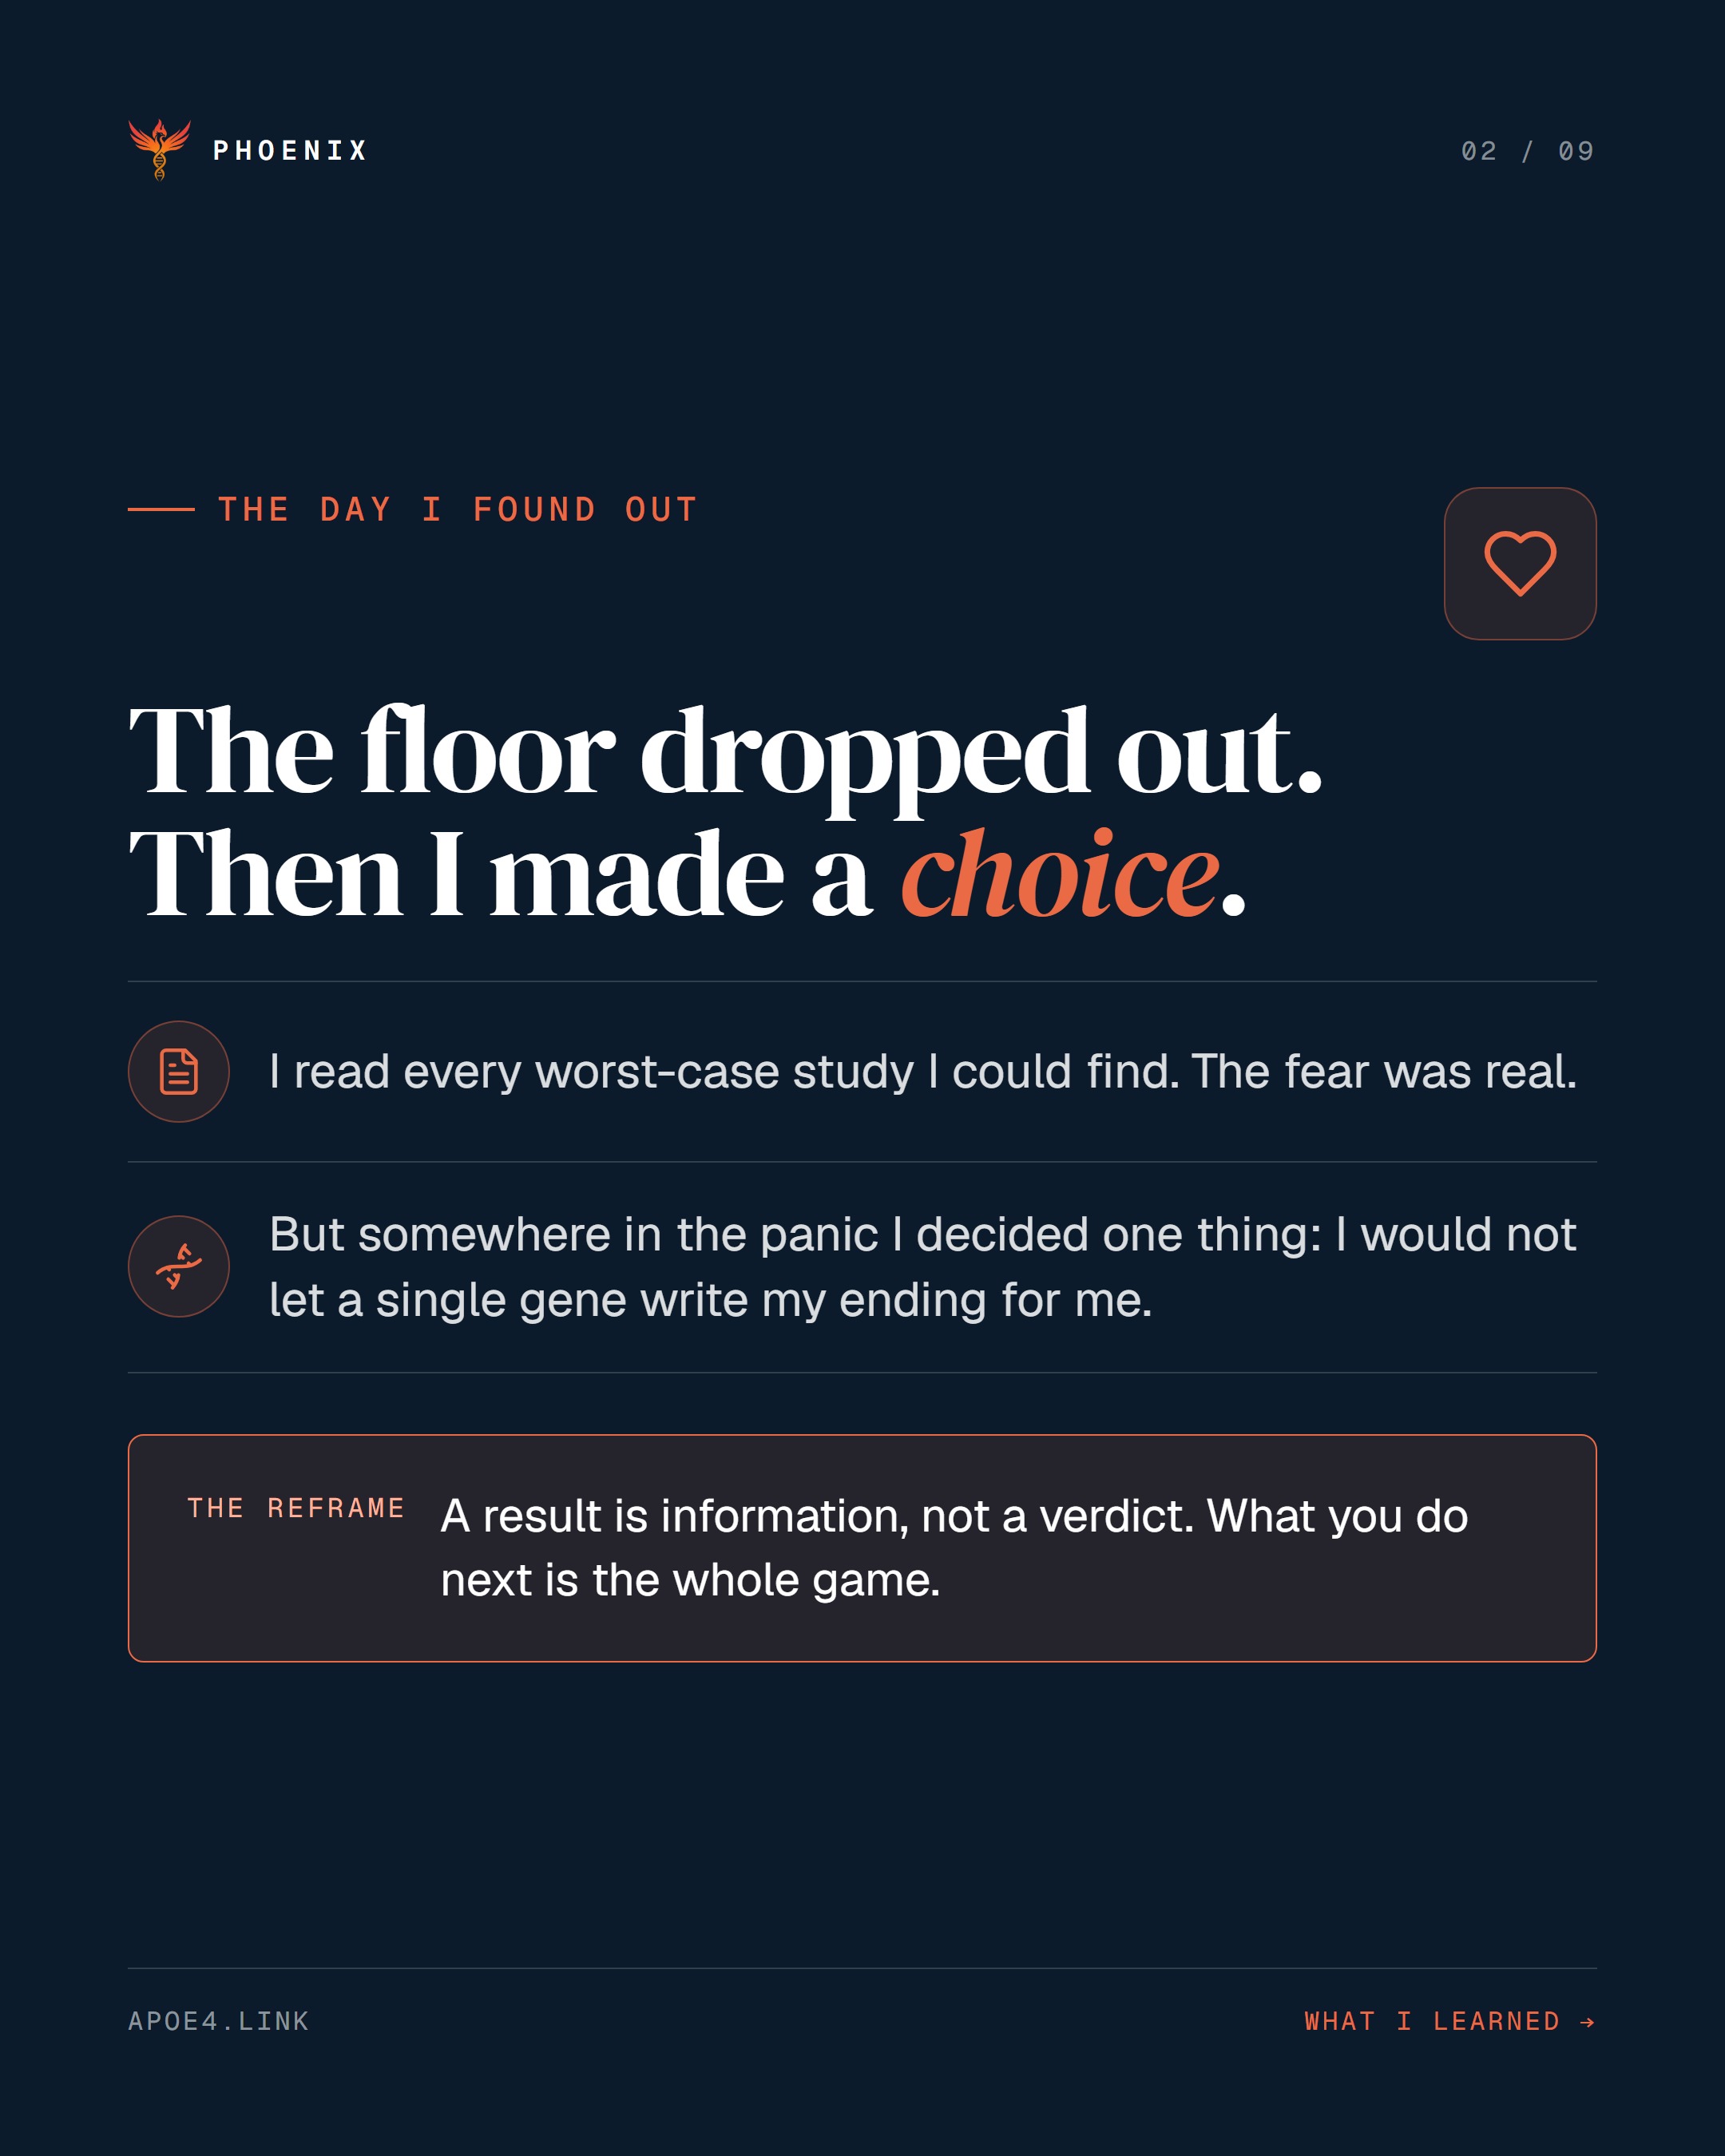 PHOENIX
02 / 09
THE DAY I FOUND OUT
The floor dropped out.
Then I made a choice.
I read every worst-case study I could find. The fear was real.
But somewhere in the panic I decided one thing: I would not
let a single gene write my ending for me.
THE REFRAME
A result is information, not a verdict. What you do
next is the whole game.
APOE4.LINK
WHAT I LEARNED →